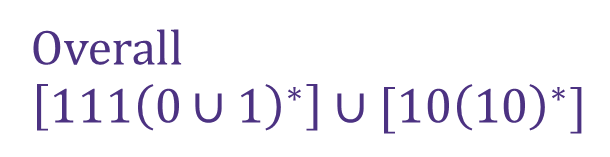 Overall
[111(0 ∪ 1)*] ∪ [10(10)*]